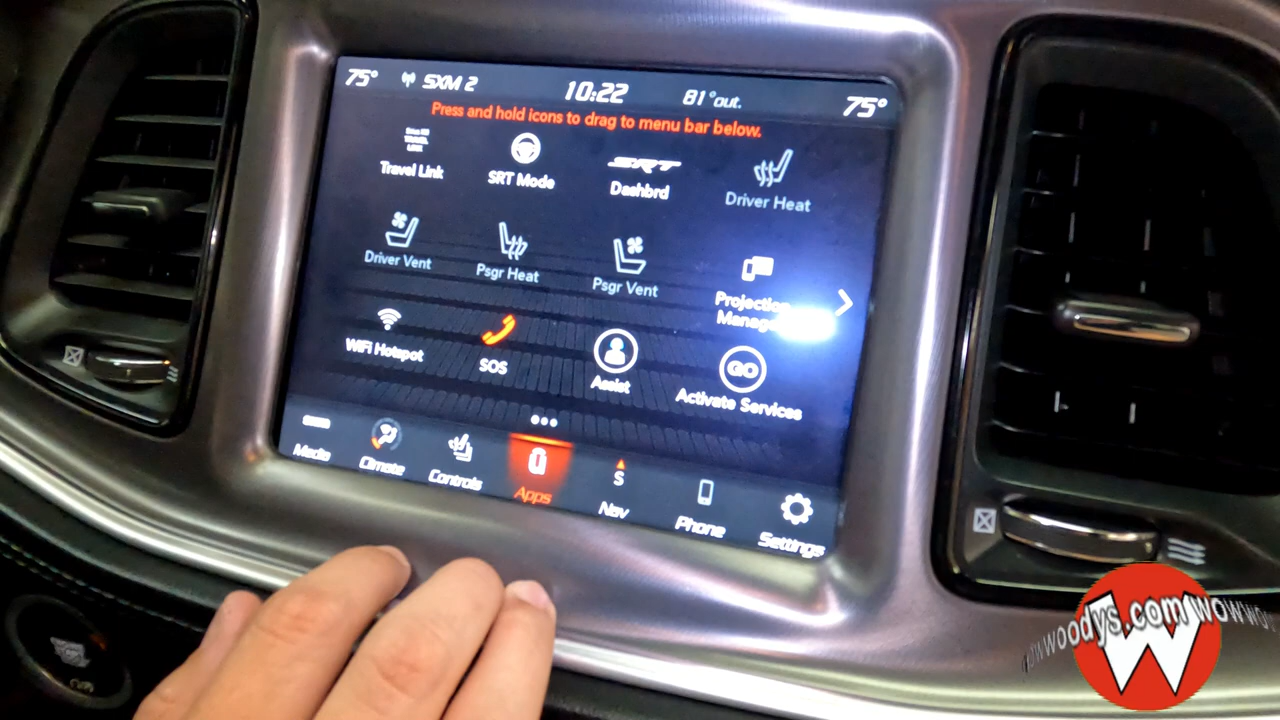 75° SXM 2 10:22 81° out. 75°
Press and hold icons to drag to menu bar below.
Travel Link SRT Mode SRT Dashbrd Driver Heat
Driver Vent Psgr Heat Psgr Vent Projection
WiFi Hotspot SOS Assist GO Activate Services
Media Climate Controls Apps S Nav Phone Settings
woodys.com wow
W